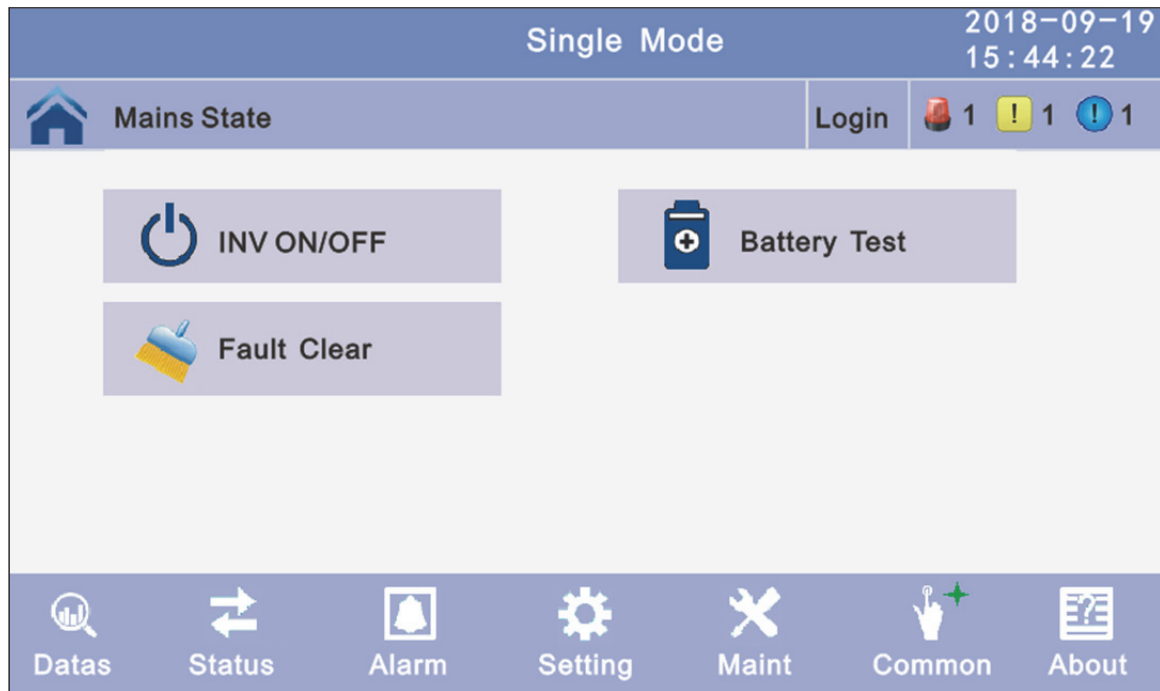 Single Mode
2018-09-19
15:44:22
Mains State
Login
1
! 1
! 1
INV ON/OFF
Battery Test
Fault Clear
?
Datas
Status
Alarm
Setting
Maint
Common
About